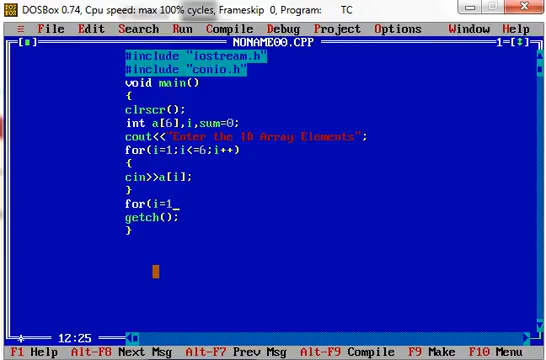 DOSBox 0.74, Cpu speed: max 100% cycles, Frameskip 0, Program: TC
≡ File Edit Search Run Compile Debug Project Options Window Help
[■] NONAME00.CPP 1=[↕]
#include "iostream.h"
#include "conio.h"
void main()
{
clrscr();
int a[6],i,sum=0;
cout<<"Enter the 1D Array Elements";
for(i=1;i<=6;i++)
{
cin>>a[i];
}
for(i=1_
getch();
}
12:25
F1 Help Alt-F8 Next Msg Alt-F7 Prev Msg Alt-F9 Compile F9 Make F10 Menu